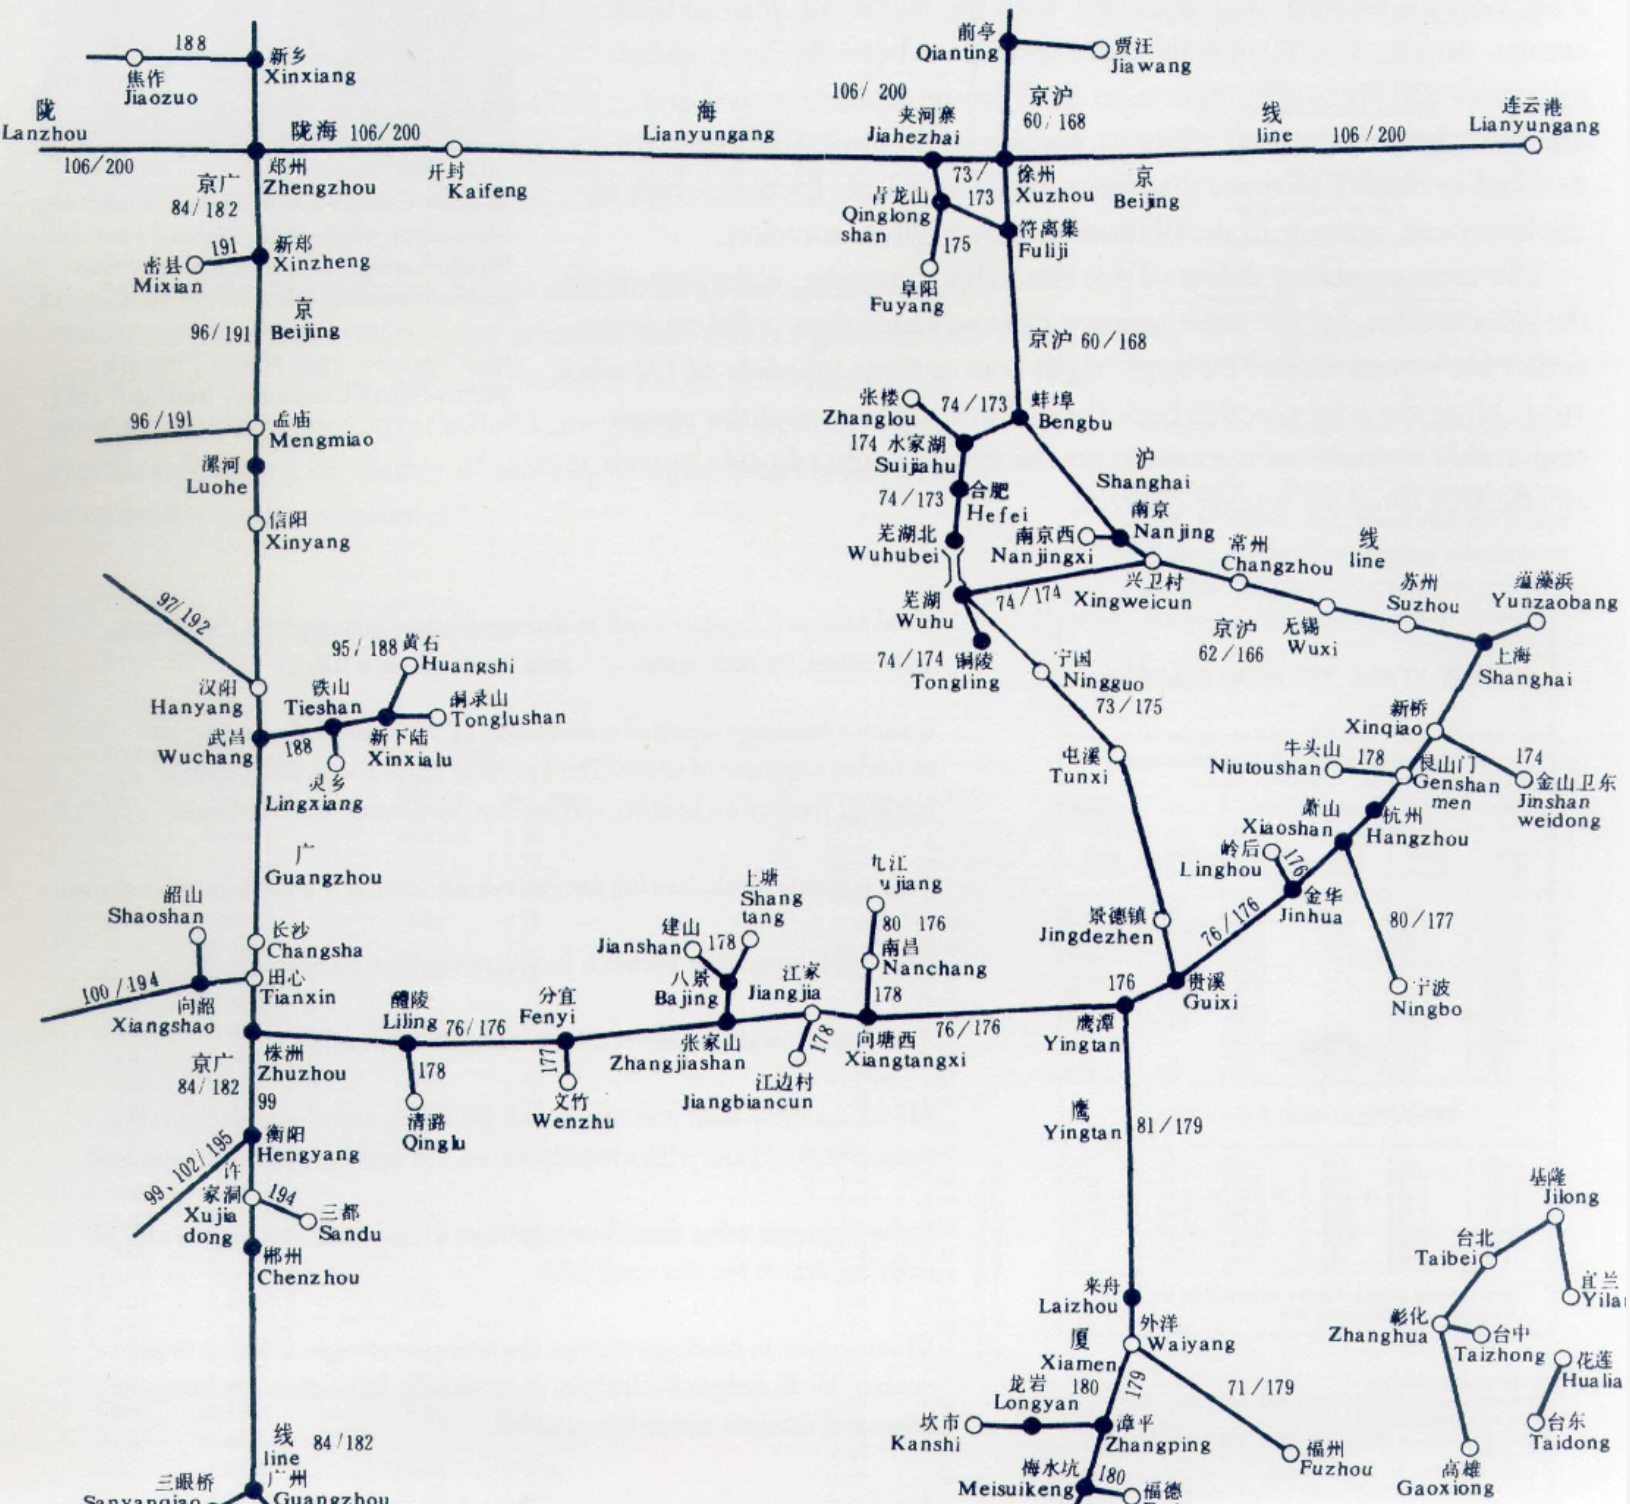 188
新乡
Xinxiang
焦作
Jiaozuo
前亭
Qianting
贾汪
Jiawang
陇
Lanzhou
106/200
陇海 106/200
海
Lianyungang
106/200
夹河寨
Jiahezhai
京沪
60/168
线
line
106/200
连云港
Lianyungang
郑州
Zhengzhou
开封
Kaifeng
73/
173
徐州
Xuzhou
京
Beijing
京广
84/182
青龙山
Qinglong
shan
175
符离集
Fuliji
191
新郑
Xinzheng
密县
Mixian
阜阳
Fuyang
京
Beijing
96/191
京沪 60/168
96/191
孟庙
Mengmiao
张楼
Zhanglou
74/173
蚌埠
Bengbu
漯河
Luohe
174 水家湖
Suijiahu
沪
Shanghai
74/173
合肥
Hefei
信阳
Xinyang
芜湖北
Wuhubei
南京西
Nanjingxi
南京
Nanjing
常州
Changzhou
线
line
兴卫村
Xingweicun
苏州
Suzhou
蕰藻浜
Yunzaobang
97/192
芜湖
Wuhu
74/174
京沪
62/166
无锡
Wuxi
95/188
黄石
Huangshi
74/174
铜陵
Tongling
宁国
Ningguo
73/175
上海
Shanghai
汉阳
Hanyang
铁山
Tieshan
铜录山
Tonglushan
武昌
Wuchang
188
新下陆
Xinxialu
灵乡
Lingxiang
屯溪
Tunxi
新桥
Xinqiao
牛头山
Niutoushan
178
艮山门
Genshan
men
174
金山卫东
Jinshan
weidong
萧山
Xiaoshan
杭州
Hangzhou
岭后
Linghou
176
金华
Jinhua
广
Guangzhou
韶山
Shaoshan
长沙
Changsha
上塘
Shang
tang
九江
ujiang
80 176
建山
Jianshan
178
南昌
Nanchang
景德镇
Jingdezhen
76/176
80/177
100/194
向韶
Xiangshao
田心
Tianxin
八景
Bajing
江家
Jiangjia
178
176
贵溪
Guixi
宁波
Ningbo
醴陵
Liling
76/176
分宜
Fenyi
张家山
Zhangjiashan
178
向塘西
Xiangtangxi
76/176
鹰潭
Yingtan
株洲
Zhuzhou
京广
84/182
178
177
江边村
Jiangbiancun
清潞
Qinglu
文竹
Wenzhu
99
衡阳
Hengyang
99、102/195
鹰
Yingtan
81/179
许
家洞
Xujia
dong
194
三都
Sandu
郴州
Chenzhou
基隆
Jilong
台北
Taibei
宜兰
Yila
来舟
Laizhou
外洋
Waiyang
厦
Xiamen
彰化
Zhanghua
台中
Taizhong
花莲
Hualia
龙岩
Longyan
180
179
71/179
坎市
Kanshi
漳平
Zhangping
福州
Fuzhou
台东
Taidong
高雄
Gaoxiong
线
line
84/182
三眼桥
Sanyanqiao
广州
Guangzhou
梅水坑
Meisuikeng
180
福德